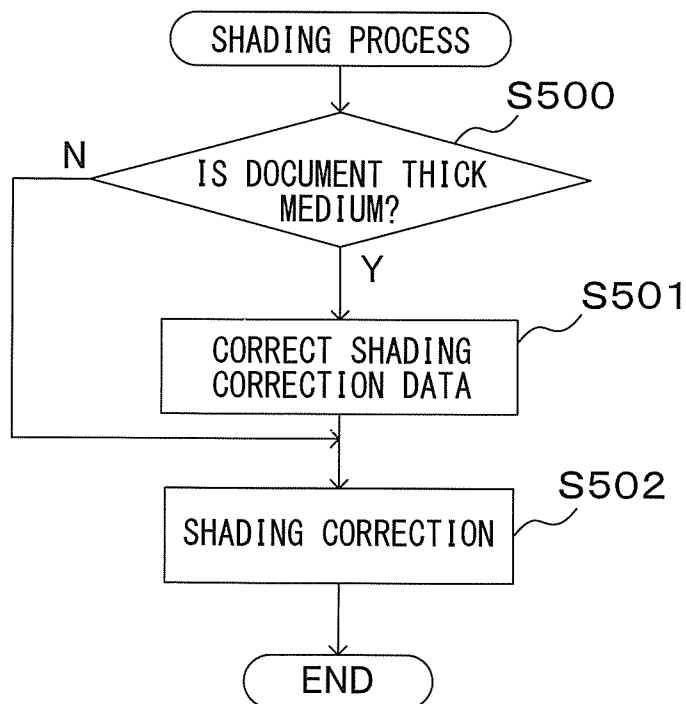 SHADING PROCESS
S500
N
IS DOCUMENT THICK
MEDIUM?
Y
S501
CORRECT SHADING
CORRECTION DATA
S502
SHADING CORRECTION
END